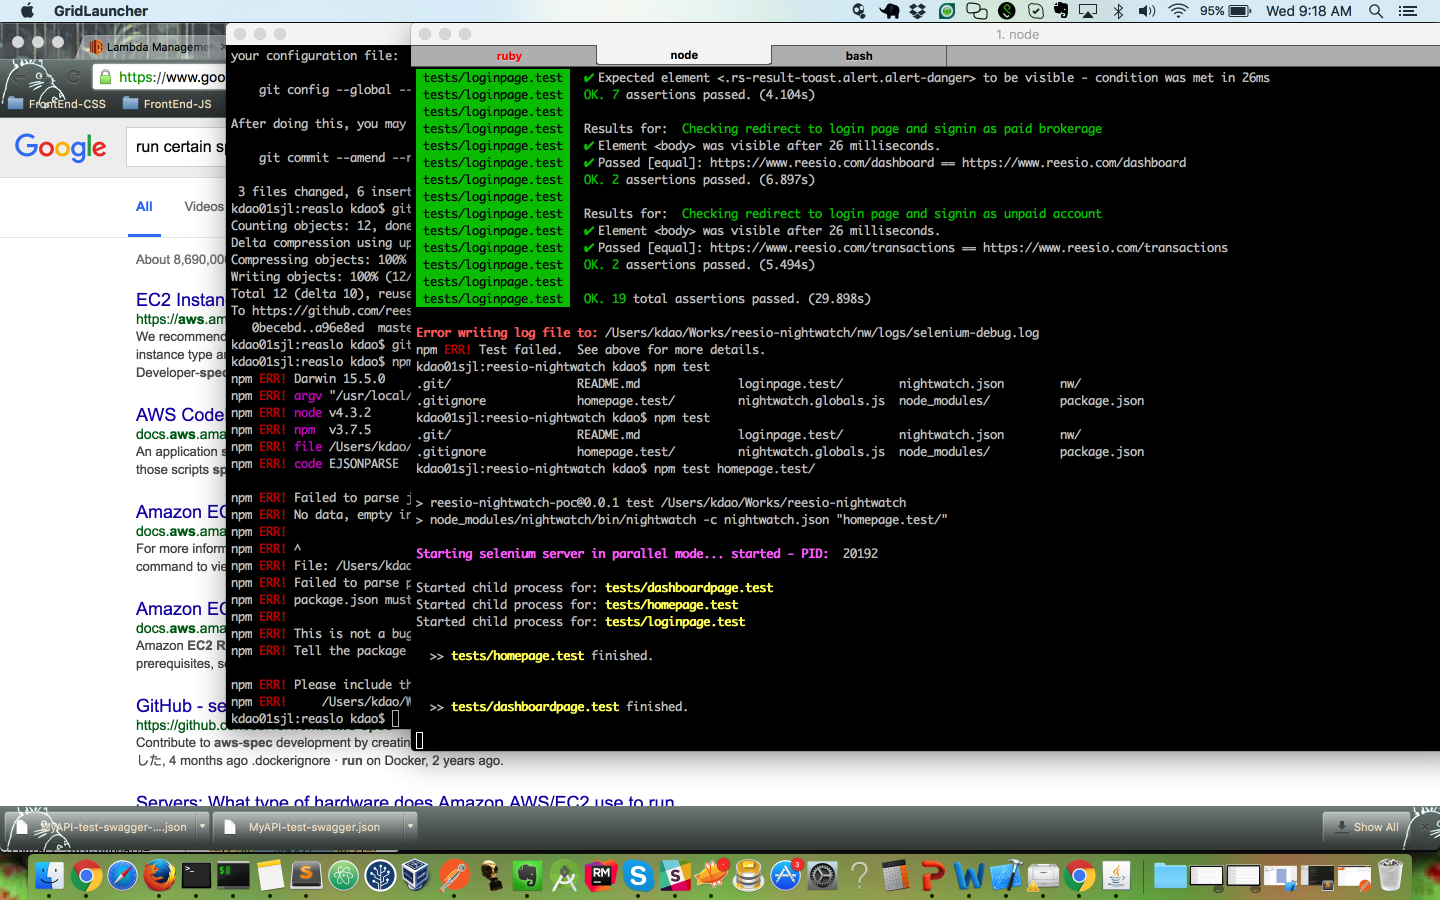 GridLauncher
95%
Wed 9:18 AM
Lambda Managemen
https://www.goo
FrontEnd-CSS
FrontEnd-JS
Google
run certain sp
All
Videos
About 8,690,000
EC2 Instan
https://aws.am
We recommend
instance type an
Developer-spec
AWS Code
docs.aws.ama
An application s
those scripts sp
Amazon EC
docs.aws.ama
For more inform
command to vie
Amazon EC
docs.aws.ama
Amazon EC2 R
prerequisites, se
GitHub - se
https://github.c
Contribute to aws-spec development by creatin
した, 4 months ago .dockerignore · run on Docker, 2 years ago.
Servers: What type of hardware does Amazon AWS/EC2 use to run
your configuration file:
git config --global --
After doing this, you may
git commit --amend --r
3 files changed, 6 insert
kdao01sjl:reaslo kdao$ git
Counting objects: 12, done
Delta compression using up
Compressing objects: 100%
Writing objects: 100% (12/
Total 12 (delta 10), reuse
To https://github.com/rees
0becebd..a96e8ed maste
kdao01sjl:reaslo kdao$ git
kdao01sjl:reaslo kdao$ npm
npm ERR! Darwin 15.5.0
npm ERR! argv "/usr/local/
npm ERR! node v4.3.2
npm ERR! npm v3.7.5
npm ERR! file /Users/kdao/
npm ERR! code EJSONPARSE
npm ERR! Failed to parse j
npm ERR! No data, empty in
npm ERR!
npm ERR! ^
npm ERR! File: /Users/kdao
npm ERR! Failed to parse p
npm ERR! package.json must
npm ERR!
npm ERR! This is not a bug
npm ERR! Tell the package
npm ERR! Please include th
npm ERR! /Users/kdao/W
kdao01sjl:reaslo kdao$
1. node
ruby
node
bash
tests/loginpage.test ✔ Expected element <.rs-result-toast.alert.alert-danger> to be visible - condition was met in 26ms
tests/loginpage.test OK. 7 assertions passed. (4.104s)
tests/loginpage.test
tests/loginpage.test Results for: Checking redirect to login page and signin as paid brokerage
tests/loginpage.test ✔ Element <body> was visible after 26 milliseconds.
tests/loginpage.test ✔ Passed [equal]: https://www.reesio.com/dashboard == https://www.reesio.com/dashboard
tests/loginpage.test OK. 2 assertions passed. (6.897s)
tests/loginpage.test
tests/loginpage.test Results for: Checking redirect to login page and signin as unpaid account
tests/loginpage.test ✔ Element <body> was visible after 26 milliseconds.
tests/loginpage.test ✔ Passed [equal]: https://www.reesio.com/transactions == https://www.reesio.com/transactions
tests/loginpage.test OK. 2 assertions passed. (5.494s)
tests/loginpage.test
tests/loginpage.test OK. 19 total assertions passed. (29.898s)
Error writing log file to: /Users/kdao/Works/reesio-nightwatch/nw/logs/selenium-debug.log
npm ERR! Test failed. See above for more details.
kdao01sjl:reesio-nightwatch kdao$ npm test
.git/ README.md loginpage.test/ nightwatch.json nw/
.gitignore homepage.test/ nightwatch.globals.js node_modules/ package.json
kdao01sjl:reesio-nightwatch kdao$ npm test
.git/ README.md loginpage.test/ nightwatch.json nw/
.gitignore homepage.test/ nightwatch.globals.js node_modules/ package.json
kdao01sjl:reesio-nightwatch kdao$ npm test homepage.test/
> reesio-nightwatch-poc@0.0.1 test /Users/kdao/Works/reesio-nightwatch
> node_modules/nightwatch/bin/nightwatch -c nightwatch.json "homepage.test/"
Starting selenium server in parallel mode... started - PID: 20192
Started child process for: tests/dashboardpage.test
Started child process for: tests/homepage.test
Started child process for: tests/loginpage.test
>> tests/homepage.test finished.
>> tests/dashboardpage.test finished.
MyAPI-test-swagger-....json
MyAPI-test-swagger.json
Show All